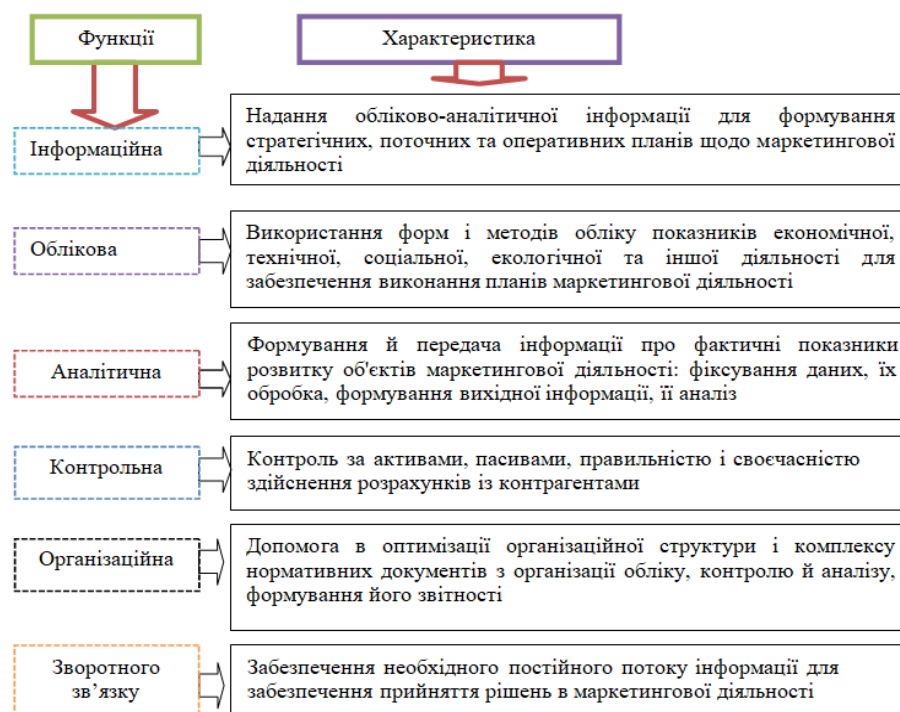 Функції
Характеристика
Інформаційна
Надання обліково-аналітичної інформації для формування
стратегічних, поточних та оперативних планів щодо маркетингової
діяльності
Облікова
Використання форм і методів обліку показників економічної,
технічної, соціальної, екологічної та іншої діяльності для
забезпечення виконання планів маркетингової діяльності
Аналітична
Формування й передача інформації про фактичні показники
розвитку об'єктів маркетингової діяльності: фіксування даних, їх
обробка, формування вихідної інформації, її аналіз
Контрольна
Контроль за активами, пасивами, правильністю і своєчасністю
здійснення розрахунків із контрагентами
Організаційна
Допомога в оптимізації організаційної структури і комплексу
нормативних документів з організації обліку, контролю й аналізу,
формування його звітності
Зворотного
зв’язку
Забезпечення необхідного постійного потоку інформації для
забезпечення прийняття рішень в маркетингової діяльності